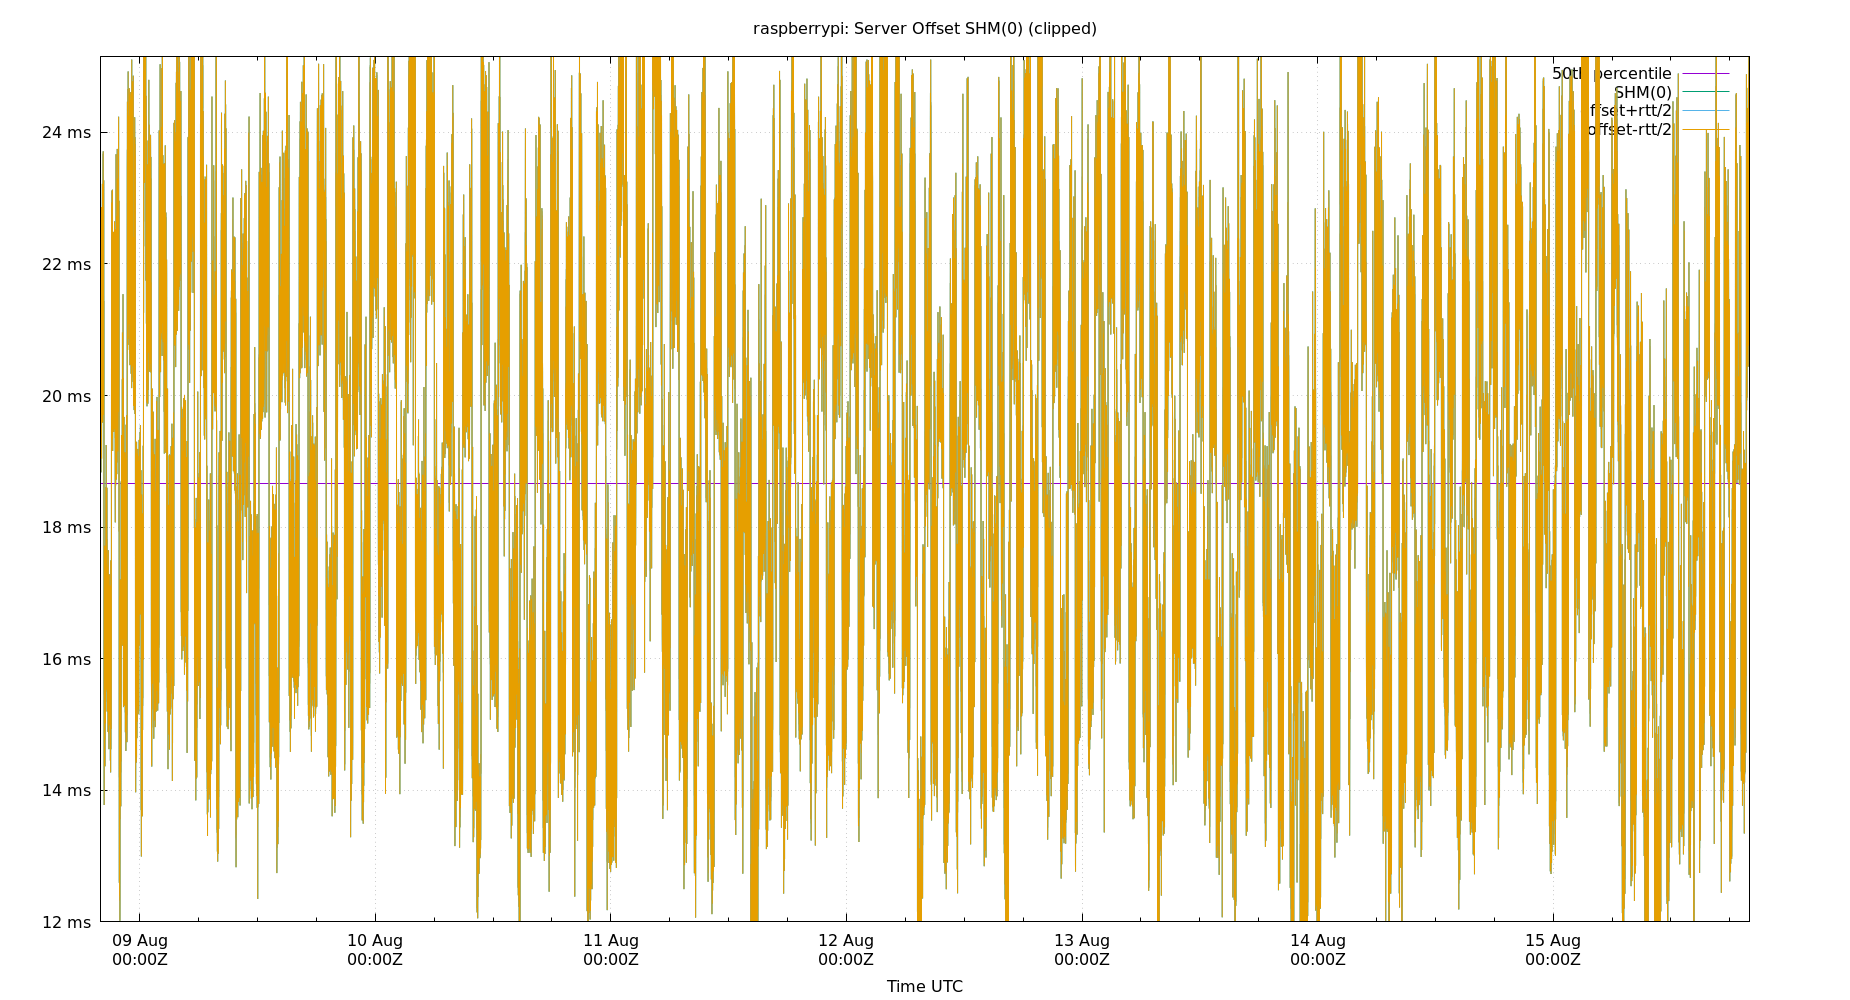 raspberrypi: Server Offset SHM(0) (clipped)
50th percentile
SHM(0)
offset+rtt/2
offset-rtt/2
24 ms
22 ms
20 ms
18 ms
16 ms
14 ms
12 ms
09 Aug
00:00Z
10 Aug
00:00Z
11 Aug
00:00Z
12 Aug
00:00Z
13 Aug
00:00Z
14 Aug
00:00Z
15 Aug
00:00Z
Time UTC